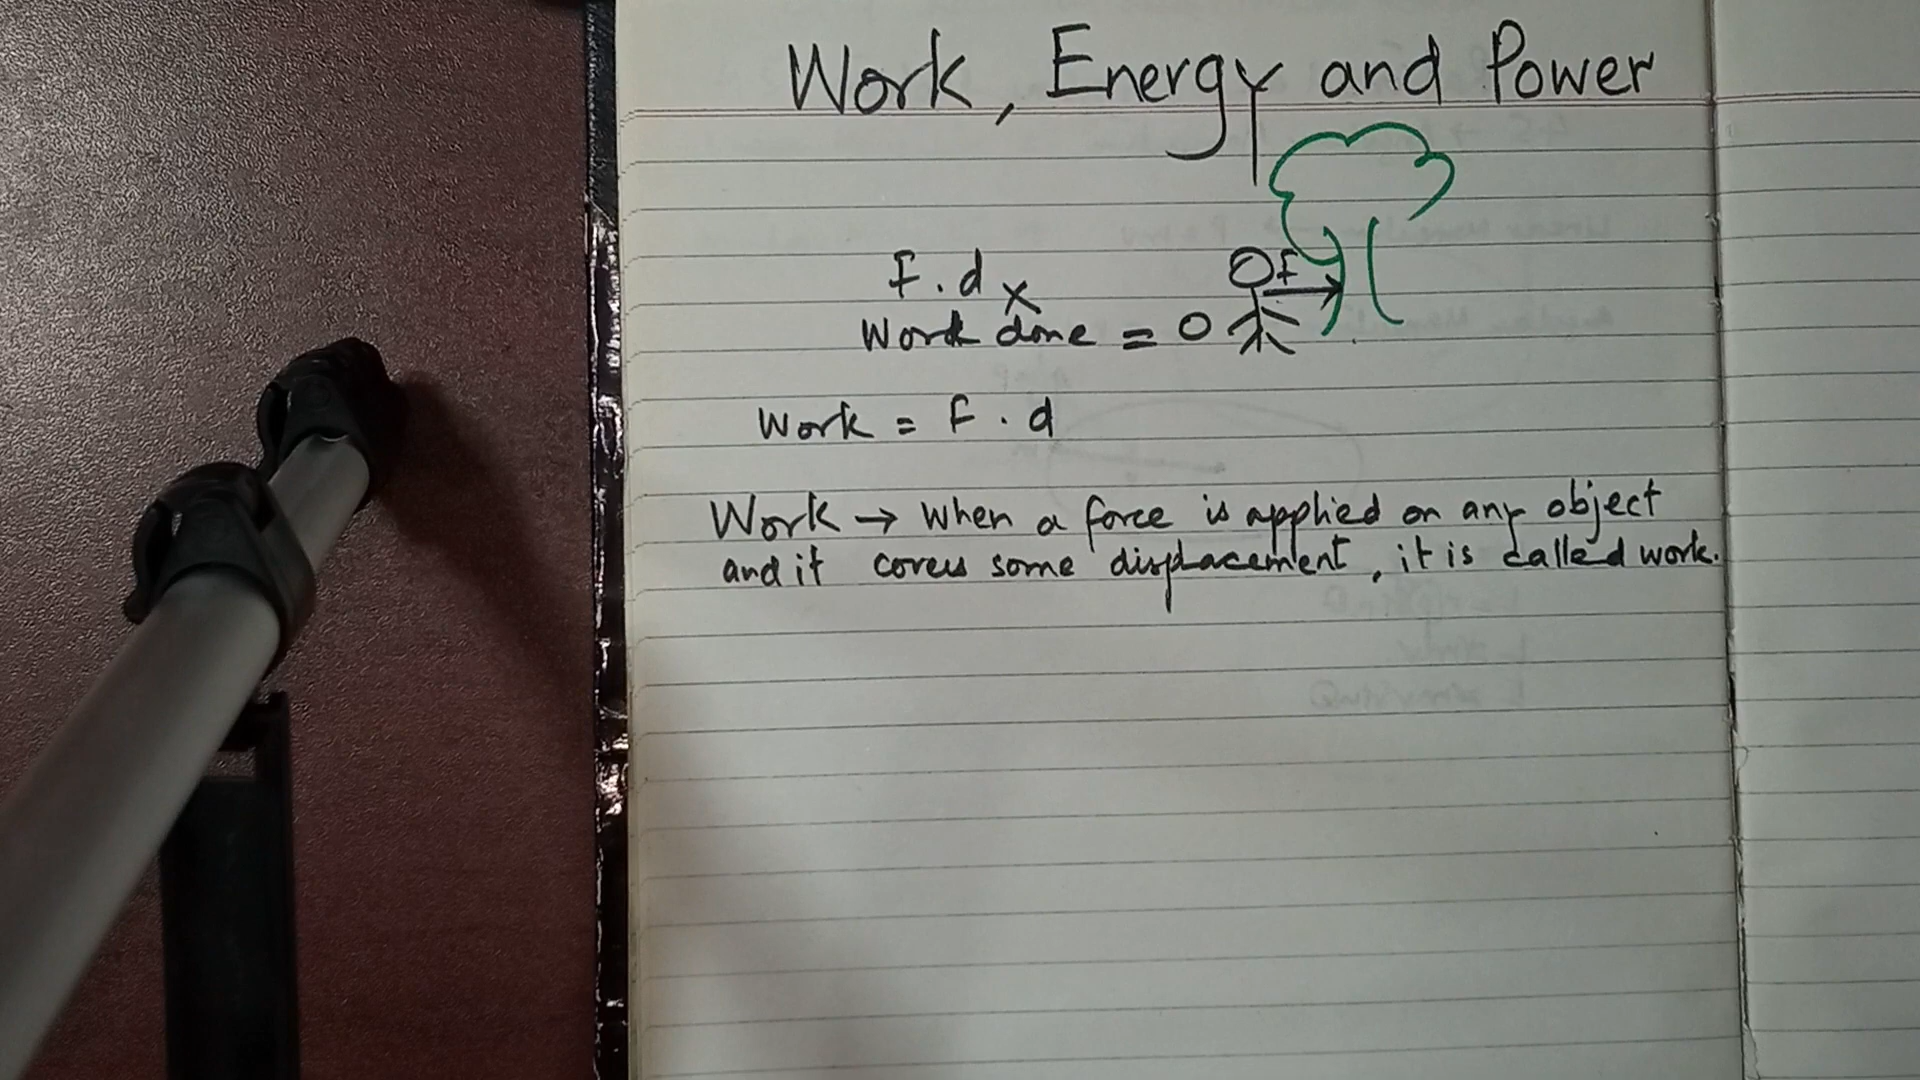 Work, Energy and Power
F.d x
F
Work done = 0
Work = F . d
Work → When a force is applied on any object
and it covers some displacement, it is called work.